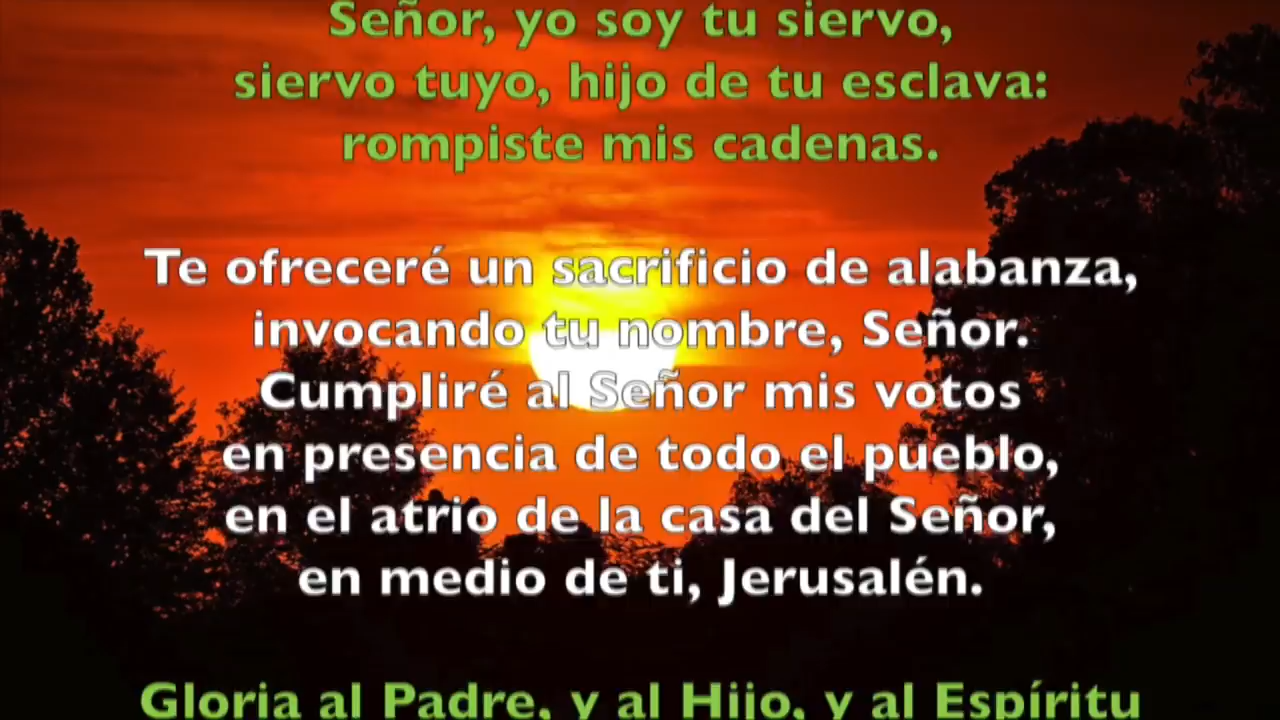 Señor, yo soy tu siervo,
siervo tuyo, hijo de tu esclava:
rompiste mis cadenas.
Te ofreceré un sacrificio de alabanza,
invocando tu nombre, Señor.
Cumpliré al Señor mis votos
en presencia de todo el pueblo,
en el atrio de la casa del Señor,
en medio de ti, Jerusalén.
Gloria al Padre, y al Hijo, y al Espíritu